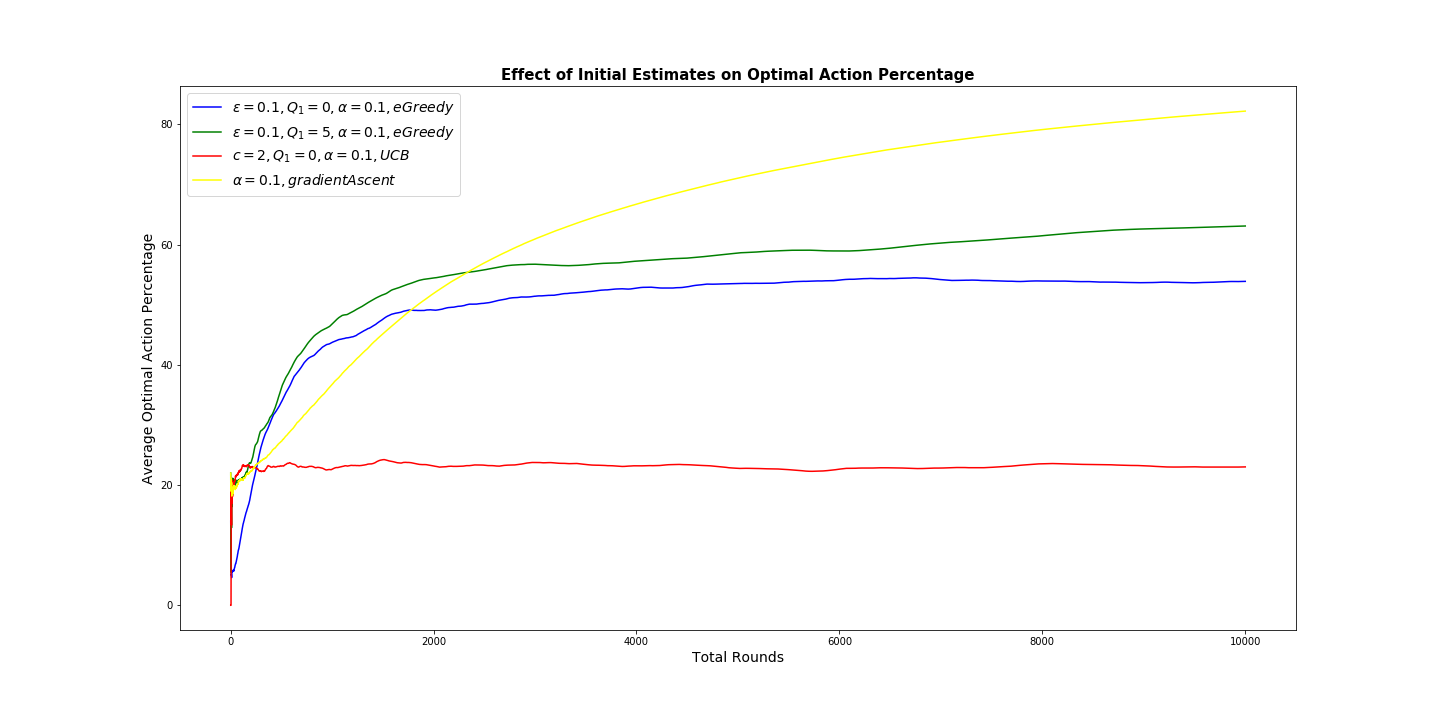 Effect of Initial Estimates on Optimal Action Percentage
ε = 0.1, Q₁ = 0, α = 0.1, eGreedy
ε = 0.1, Q₁ = 5, α = 0.1, eGreedy
c = 2, Q₁ = 0, α = 0.1, UCB
α = 0.1, gradientAscent
Average Optimal Action Percentage
80
60
40
20
0
0 2000 4000 6000 8000 10000
Total Rounds